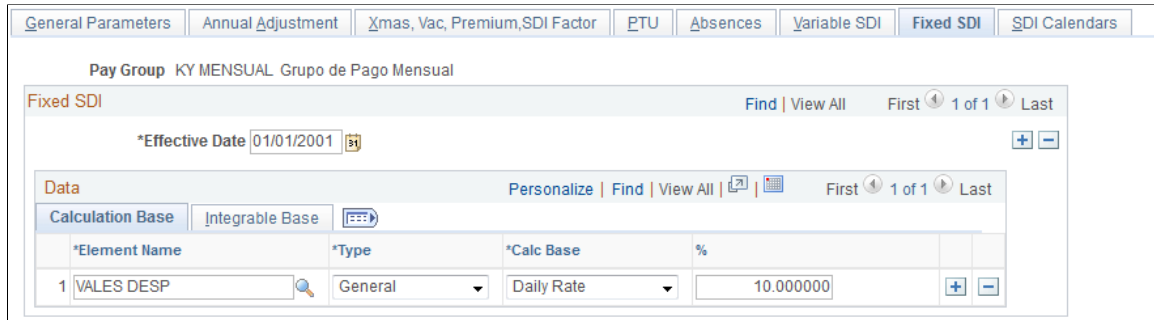 General Parameters Annual Adjustment Xmas, Vac, Premium,SDI Factor PTU Absences Variable SDI Fixed SDI SDI Calendars
Pay Group KY MENSUAL Grupo de Pago Mensual
Fixed SDI Find | View All First 1 of 1 Last
*Effective Date 01/01/2001 31
Data Personalize | Find | View All | | First 1 of 1 Last
Calculation Base Integrable Base
*Element Name *Type *Calc Base %
1 VALES DESP General Daily Rate 10.000000